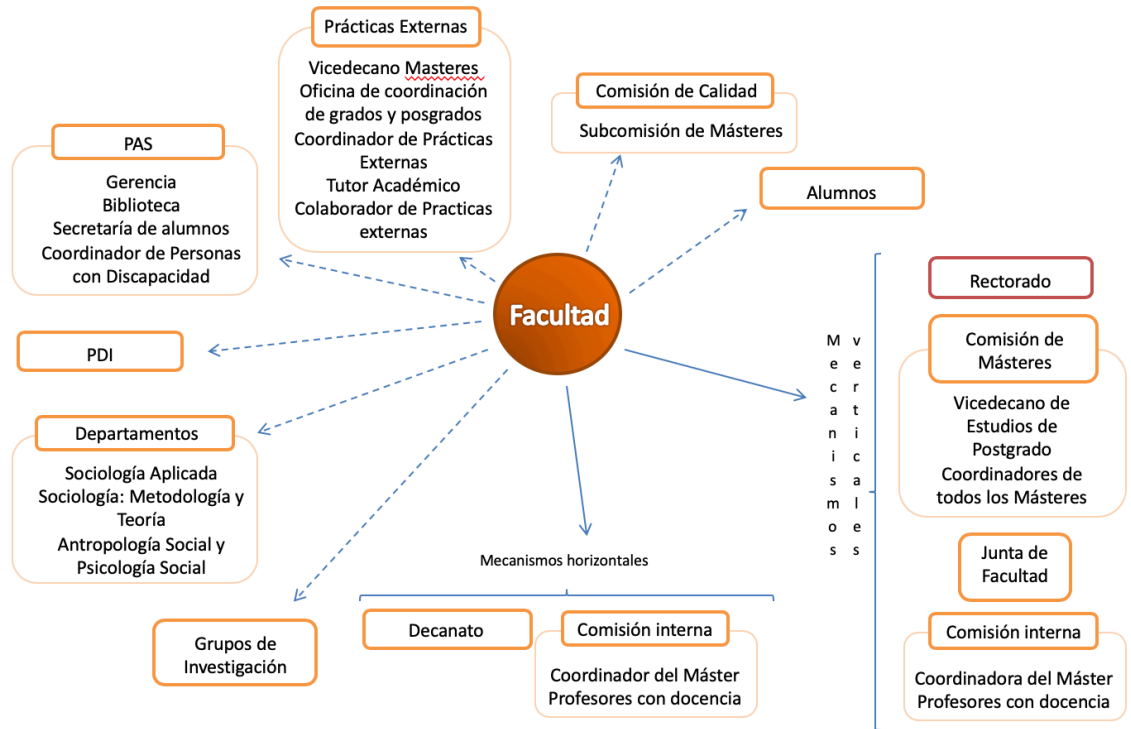 Prácticas Externas
Vicedecano Masteres
Oficina de coordinación
de grados y posgrados
Coordinador de Prácticas
Externas
Tutor Académico
Colaborador de Practicas
externas
Comisión de Calidad
Subcomisión de Másteres
PAS
Gerencia
Biblioteca
Secretaría de alumnos
Coordinador de Personas
con Discapacidad
Alumnos
Facultad
PDI
Departamentos
Sociología Aplicada
Sociología: Metodología y
Teoría
Antropología Social y
Psicología Social
Grupos de
Investigación
Mecanismos horizontales
Decanato
Comisión interna
Coordinador del Máster
Profesores con docencia
Mecanismos
verticales
Rectorado
Comisión de
Másteres
Vicedecano de
Estudios de
Postgrado
Coordinadores de
todos los Másteres
Junta de
Facultad
Comisión interna
Coordinadora del Máster
Profesores con docencia